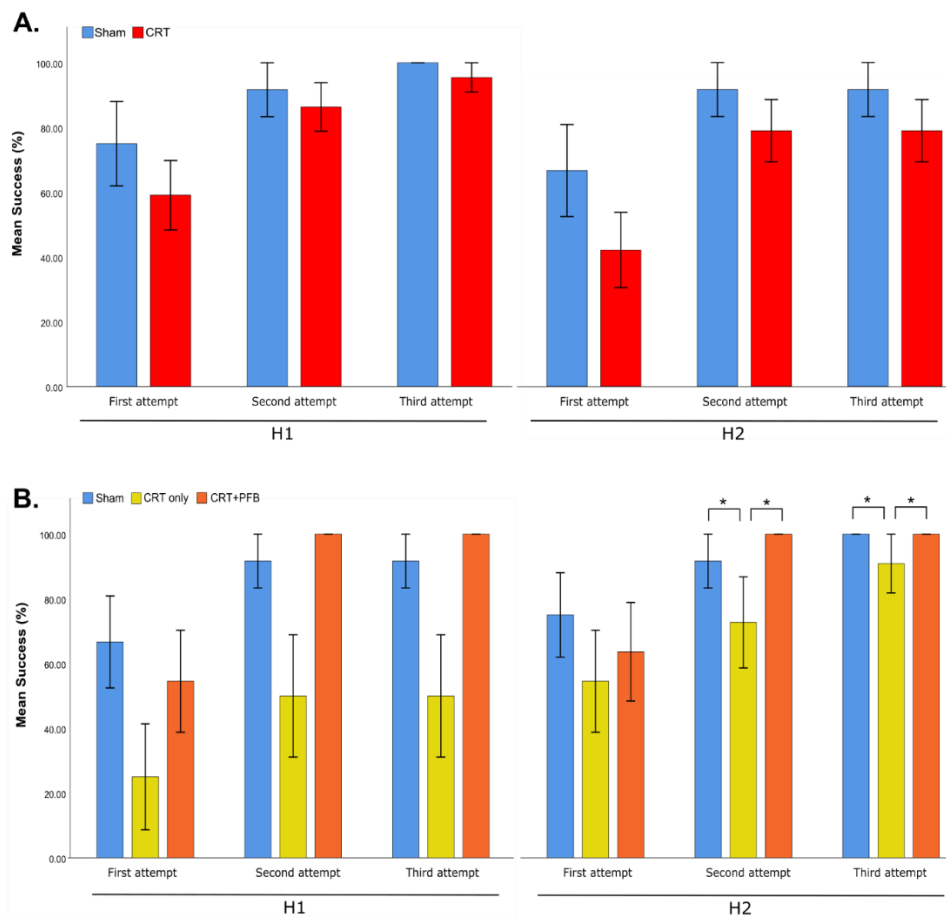 A.
Sham CRT
Mean Success (%)
100.00
80.00
60.00
40.00
20.00
0.00
First attempt Second attempt Third attempt First attempt Second attempt Third attempt
H1 H2
B.
Sham CRT only CRT+PFB
* * * *
Mean Success (%)
100.00
80.00
60.00
40.00
20.00
0.00
First attempt Second attempt Third attempt First attempt Second attempt Third attempt
H1 H2